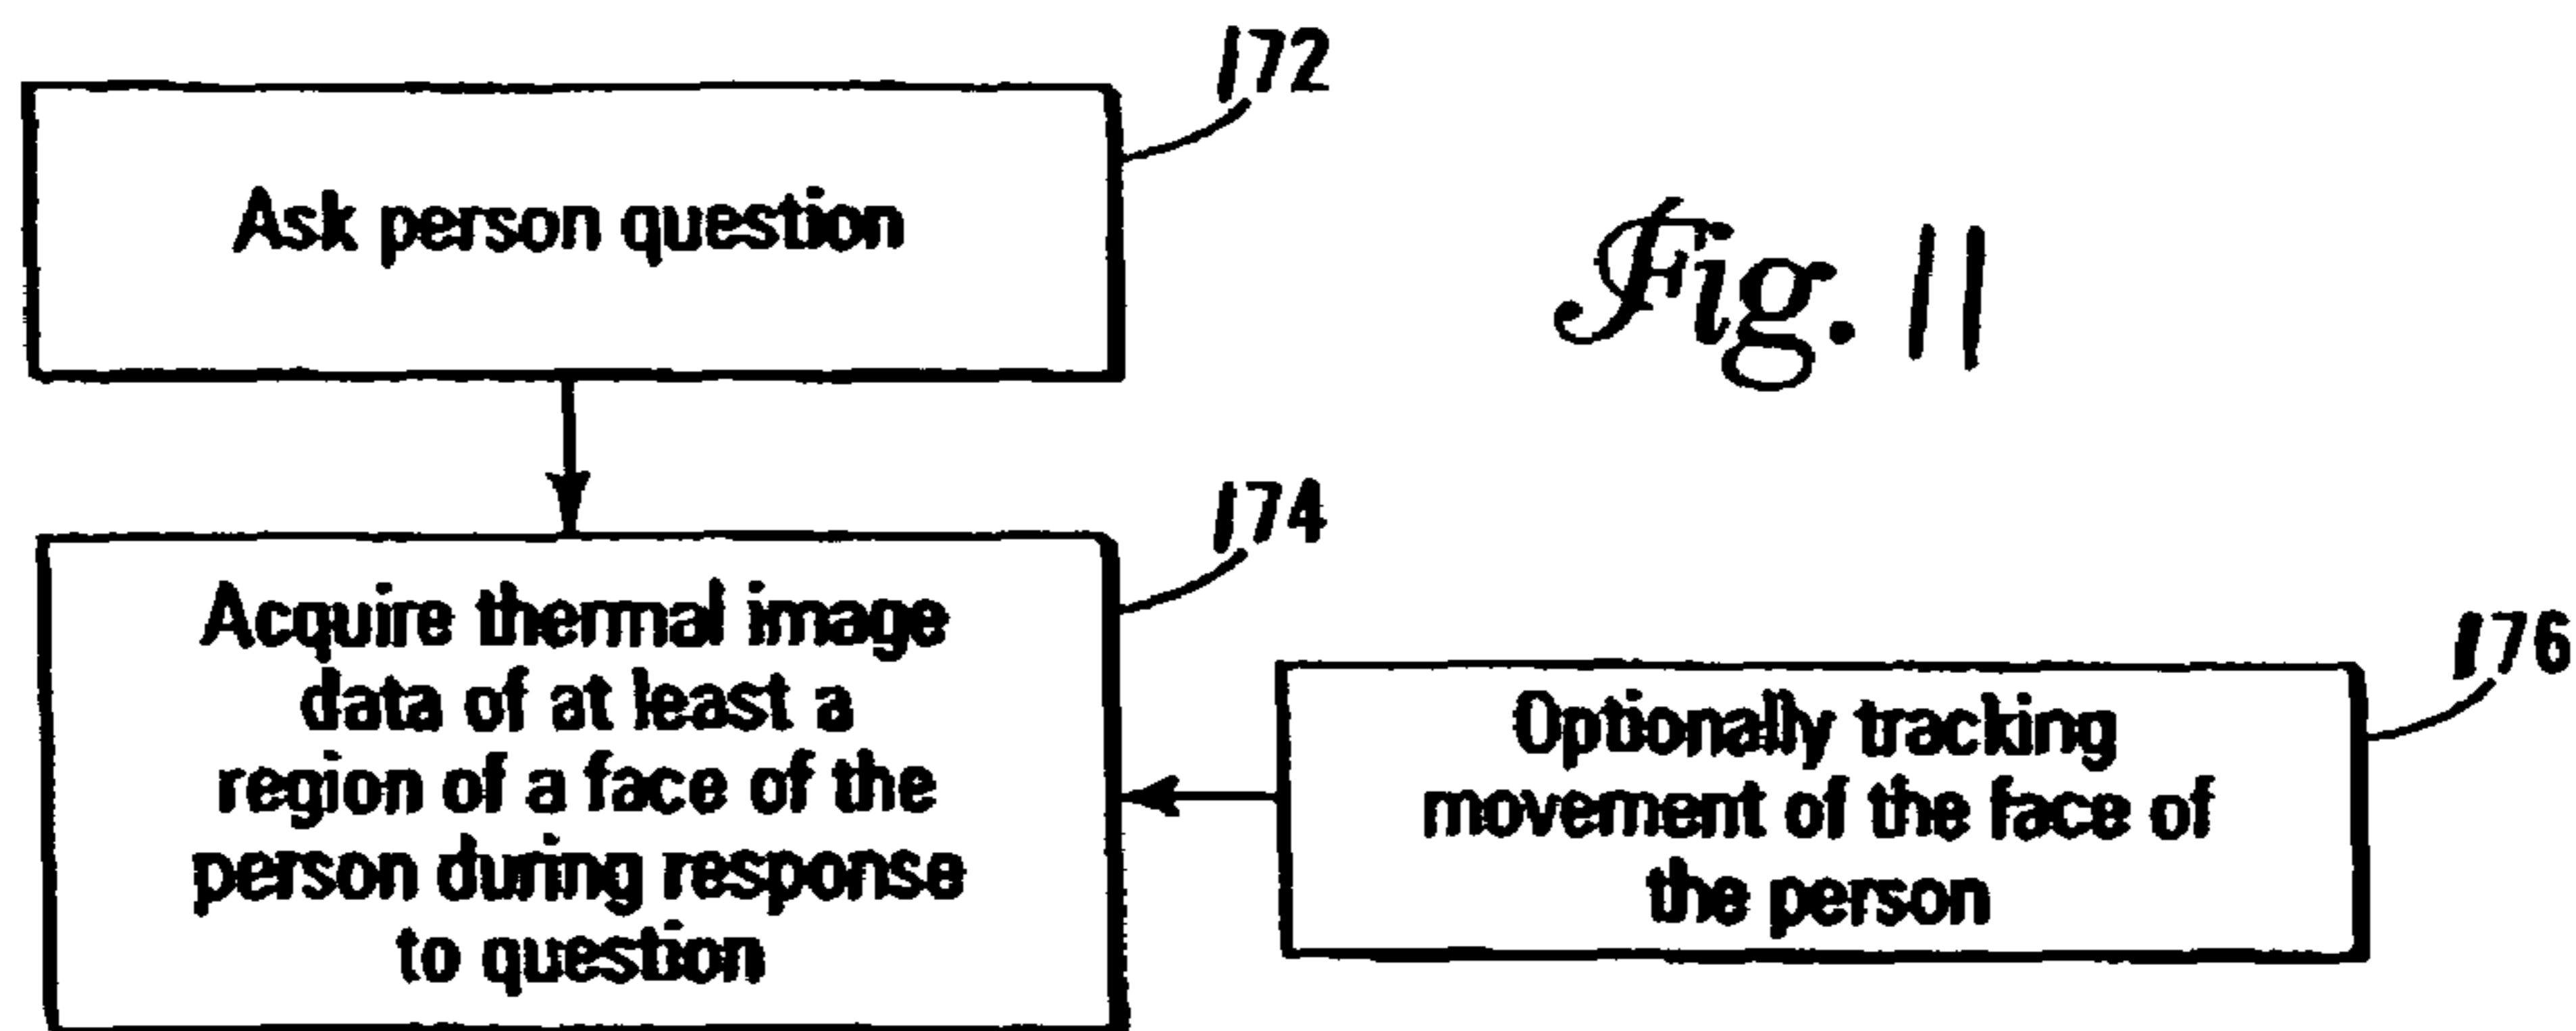 172
Ask person question
Fig. 11
174
Acquire thermal image
data of at least a
region of a face of the
person during response
to question
176
Optionally tracking
movement of the face of
the person